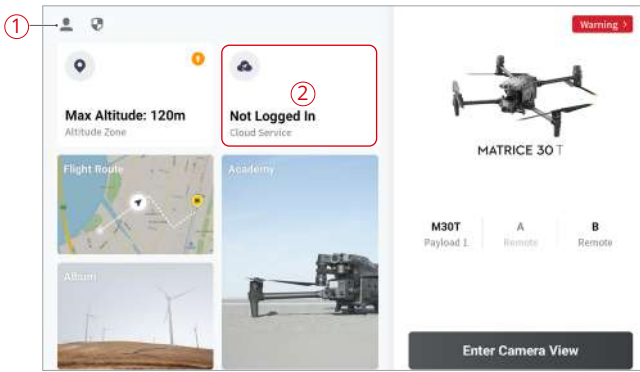 1
Warning >
2
Max Altitude: 120m
Altitude Zone
Not Logged In
Cloud Service
MATRICE 30 T
Flight Route
Academy
M30T
Payload 1
A
Remote
B
Remote
Album
Enter Camera View